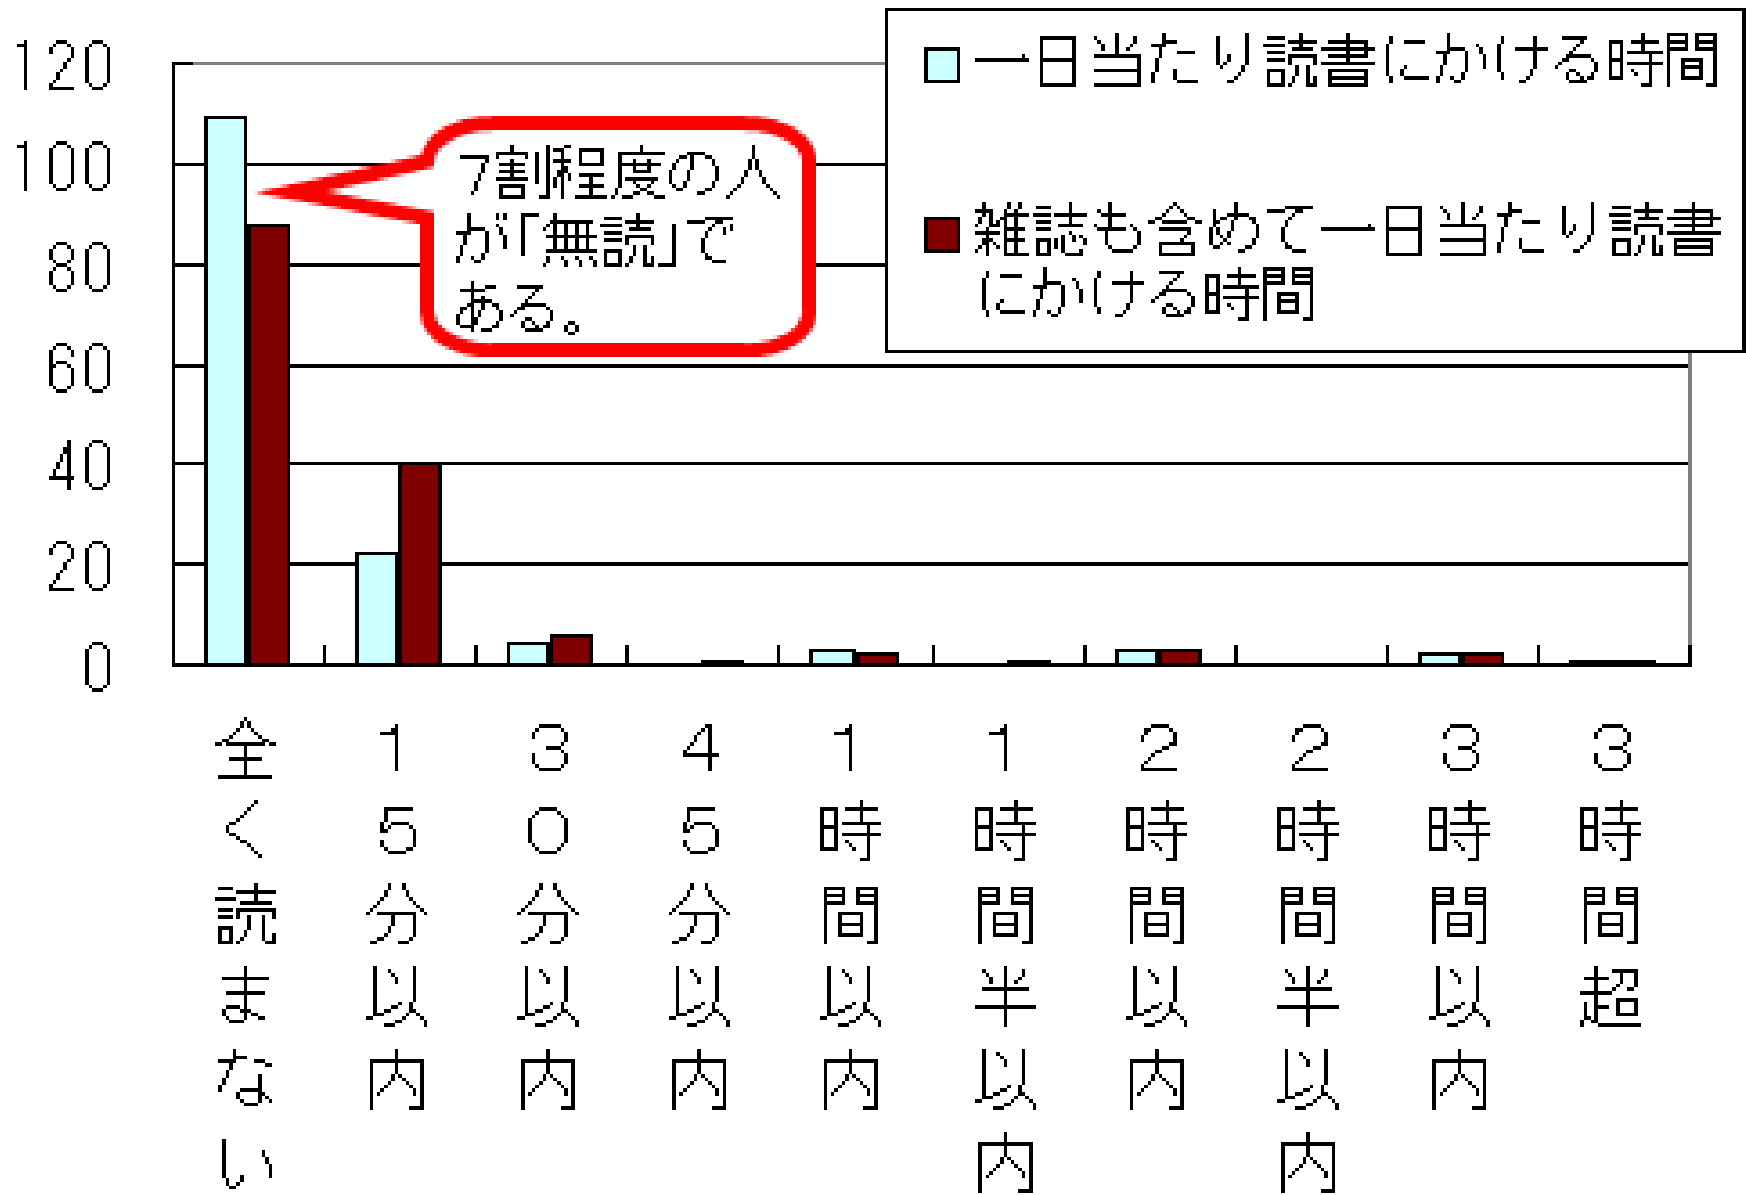 120
100
80
60
40
20
0
7割程度の人
が「無読」で
ある。
一日当たり読書にかける時間
雑誌も含めて一日当たり読書
にかける時間
全く読まない
15分以内
30分以内
45分以内
1時間以内
1時間半以内
2時間以内
2時間半以内
3時間以内
3時間超